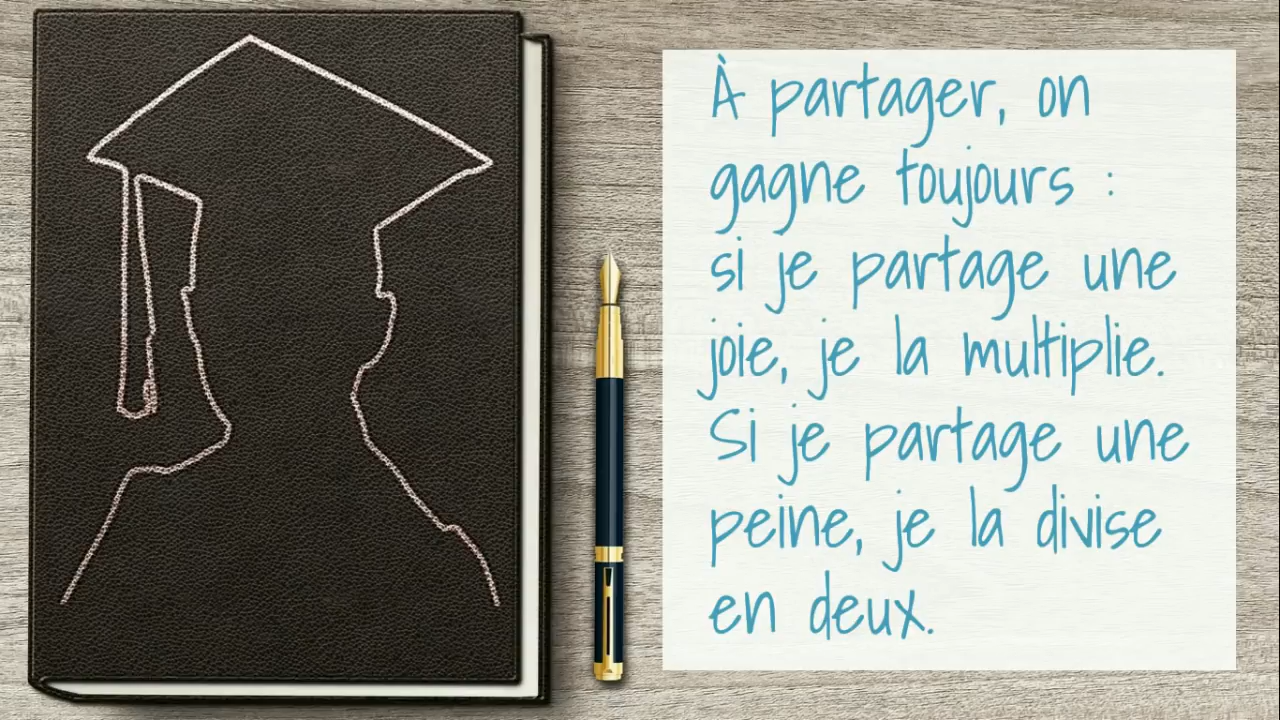 À partager, on
gagne toujours :
si je partage une
joie, je la multiplie.
Si je partage une
peine, je la divise
en deux.